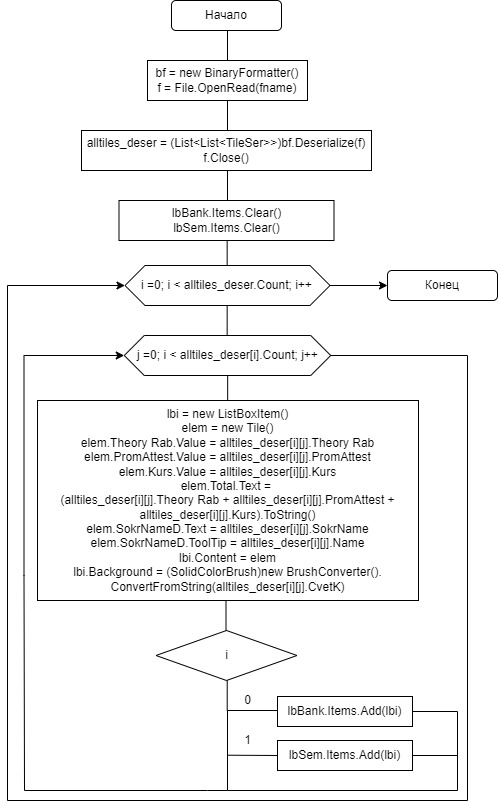 Начало
bf = new BinaryFormatter()
f = File.OpenRead(fname)
alltiles_deser = (List<List<TileSer>>)bf.Deserialize(f)
f.Close()
lbBank.Items.Clear()
lbSem.Items.Clear()
i =0; i < alltiles_deser.Count; i++
Конец
j =0; i < alltiles_deser[i].Count; j++
lbi = new ListBoxItem()
elem = new Tile()
elem.Theory Rab.Value = alltiles_deser[i][j].Theory Rab
elem.PromAttest.Value = alltiles_deser[i][j].PromAttest
elem.Kurs.Value = alltiles_deser[i][j].Kurs
elem.Total.Text =
(alltiles_deser[i][j].Theory Rab + alltiles_deser[i][j].PromAttest +
alltiles_deser[i][j].Kurs).ToString()
elem.SokrNameD.Text = alltiles_deser[i][j].SokrName
elem.SokrNameD.ToolTip = alltiles_deser[i][j].Name
lbi.Content = elem
lbi.Background = (SolidColorBrush)new BrushConverter().
ConvertFromString(alltiles_deser[i][j].CvetK)
i
0
lbBank.Items.Add(lbi)
1
lbSem.Items.Add(lbi)